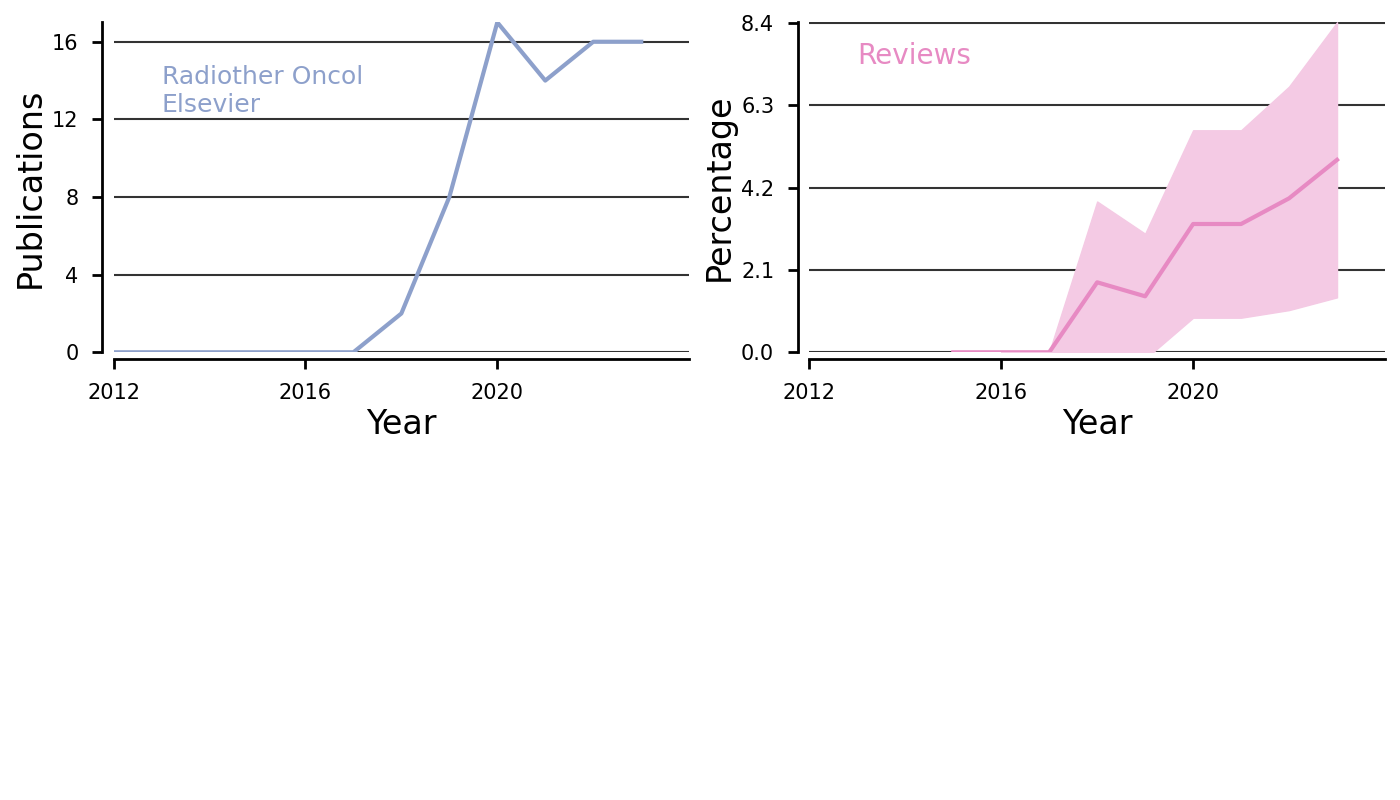 Publications
16
12
8
4
0
Radiother Oncol
Elsevier
2012
2016
2020
Year
Percentage
8.4
6.3
4.2
2.1
0.0
Reviews
2012
2016
2020
Year